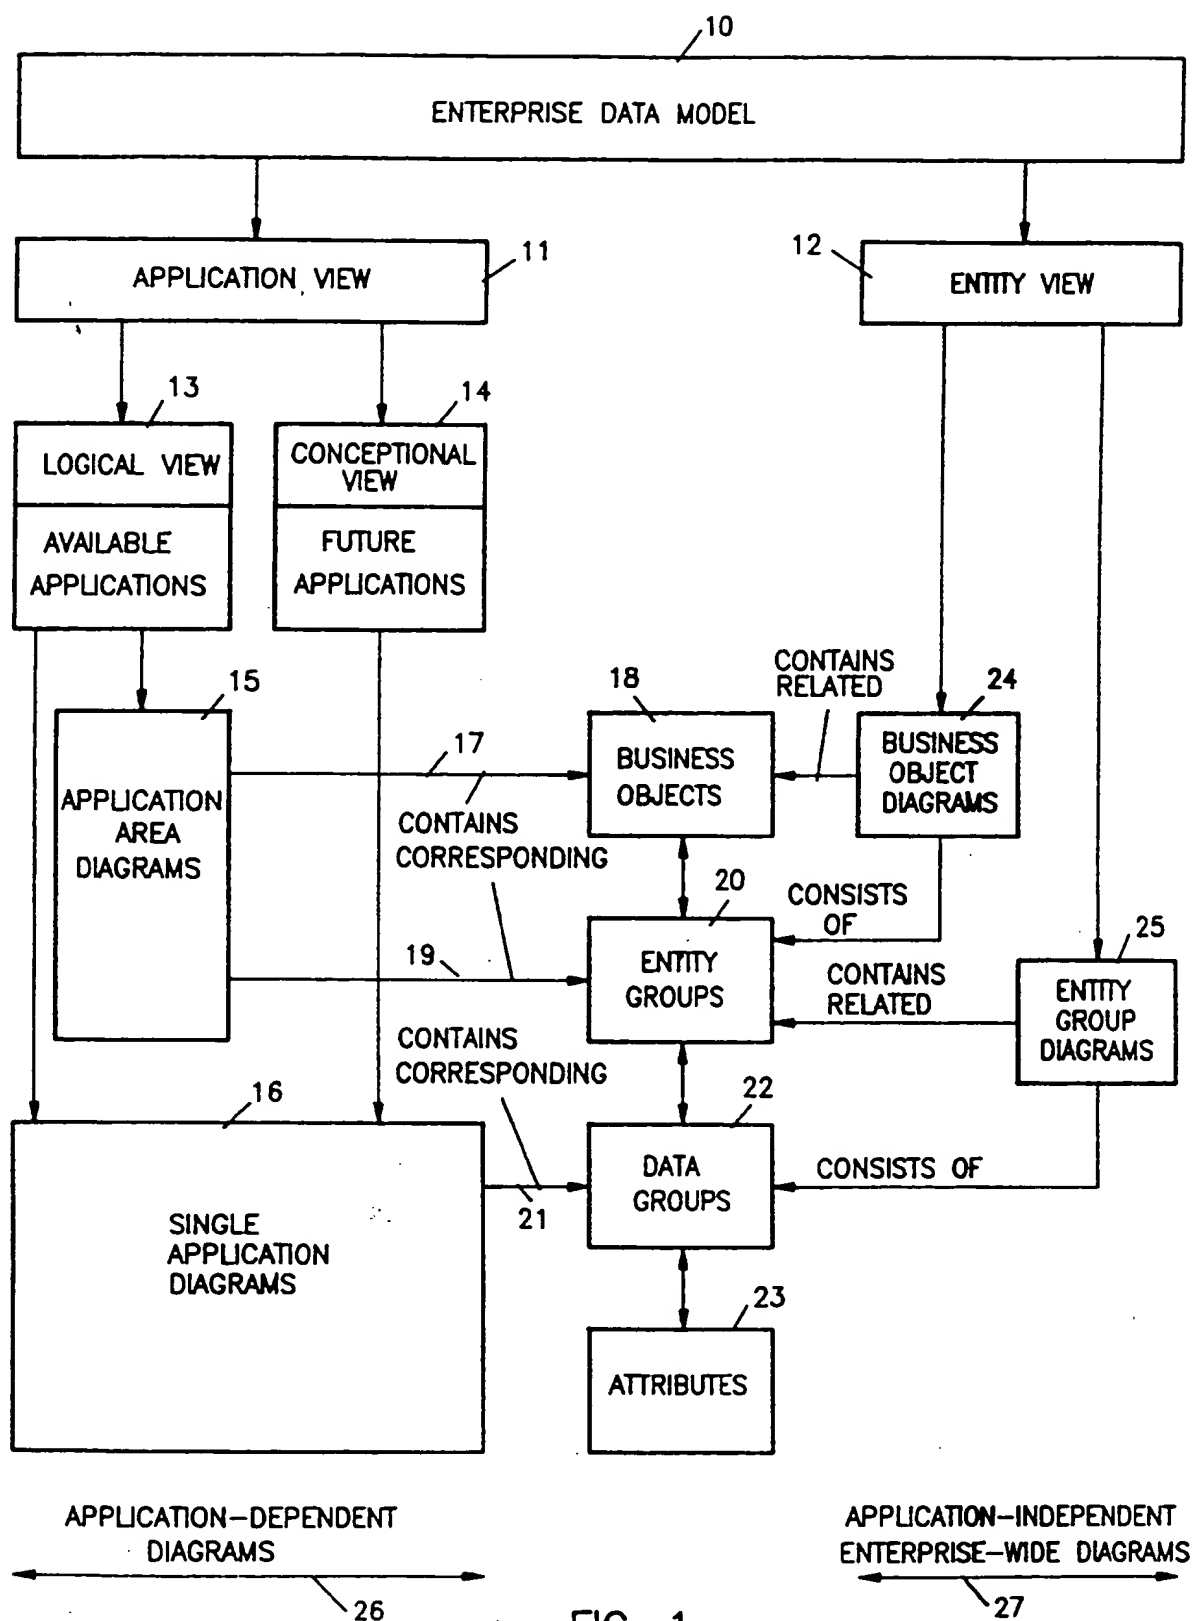 10
ENTERPRISE DATA MODEL
11
APPLICATION VIEW
12
ENTITY VIEW
13
LOGICAL VIEW
AVAILABLE
APPLICATIONS
14
CONCEPTIONAL
VIEW
FUTURE
APPLICATIONS
15
APPLICATION
AREA
DIAGRAMS
17
CONTAINS
CORRESPONDING
18
BUSINESS
OBJECTS
CONTAINS
RELATED
24
BUSINESS
OBJECT
DIAGRAMS
19
20
ENTITY
GROUPS
CONSISTS
OF
CONTAINS
RELATED
25
ENTITY
GROUP
DIAGRAMS
CONTAINS
CORRESPONDING
16
SINGLE
APPLICATION
DIAGRAMS
21
22
DATA
GROUPS
CONSISTS OF
23
ATTRIBUTES
APPLICATION-DEPENDENT
DIAGRAMS
26
APPLICATION-INDEPENDENT
ENTERPRISE-WIDE DIAGRAMS
27
FIG. 1